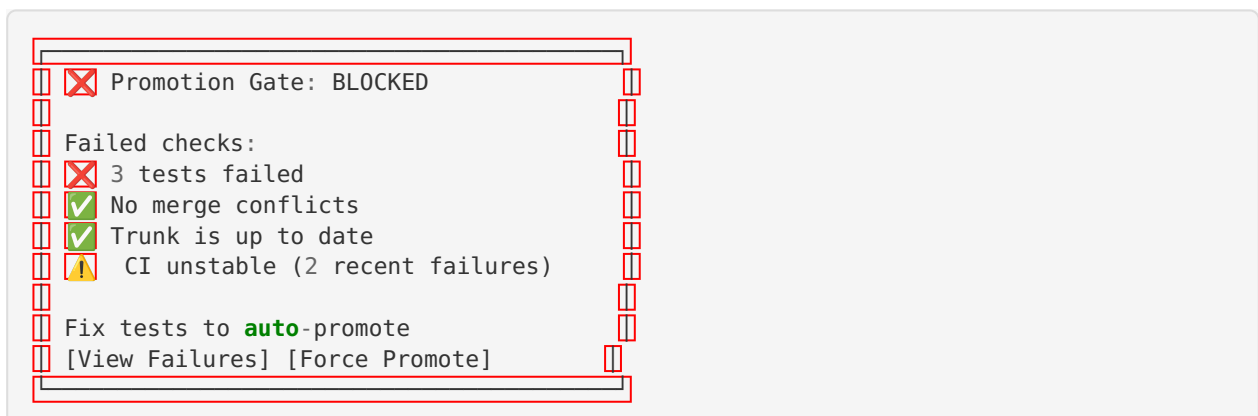 ┌─────────────────────────────────────┐
│ ❌ Promotion Gate: BLOCKED │
│ │
│ Failed checks: │
│ ❌ 3 tests failed │
│ ✅ No merge conflicts │
│ ✅ Trunk is up to date │
│ ⚠️ CI unstable (2 recent failures) │
│ │
│ Fix tests to auto-promote │
│ [View Failures] [Force Promote] │
└─────────────────────────────────────┘